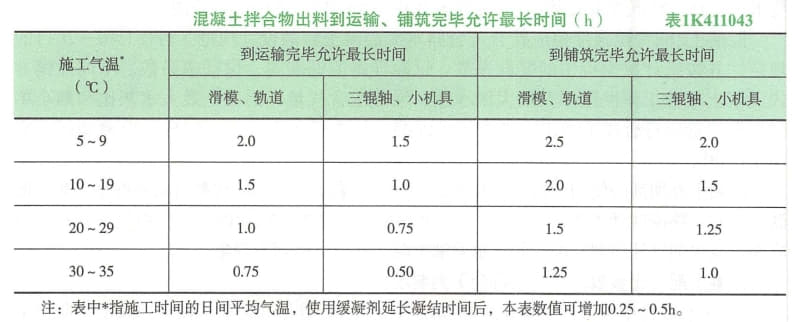 混凝土拌合物出料到运输、铺筑完毕允许最长时间（h） 表1K411043
施工气温* 到运输完毕允许最长时间 到铺筑完毕允许最长时间
（℃） 滑模、轨道 三辊轴、小机具 滑模、轨道 三辊轴、小机具
5～9 2.0 1.5 2.5 2.0
10～19 1.5 1.0 2.0 1.5
20～29 1.0 0.75 1.5 1.25
30～35 0.75 0.50 1.25 1.0
注：表中*指施工时间的日间平均气温，使用缓凝剂延长凝结时间后，本表数值可增加0.25～0.5h。